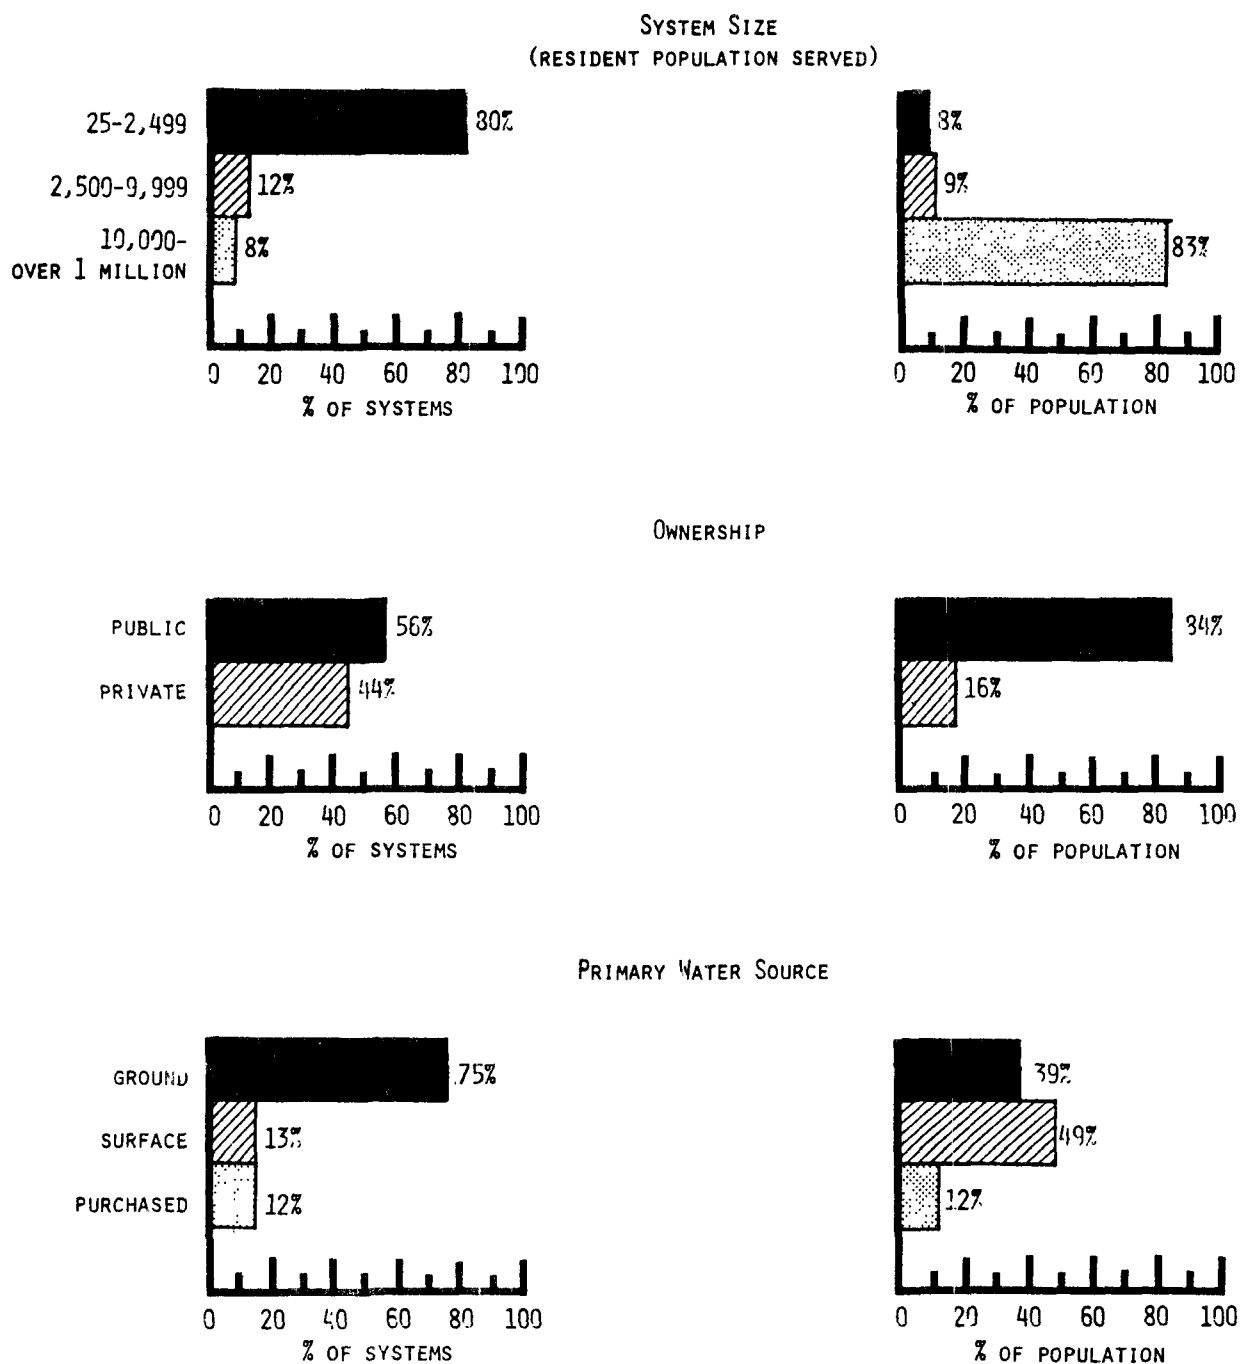 SYSTEM SIZE
(RESIDENT POPULATION SERVED)
25-2,499 80% 8%
2,500-9,999 12% 9%
10,000-
OVER 1 MILLION 8% 83%
0 20 40 60 80 100 0 20 40 60 80 100
% OF SYSTEMS % OF POPULATION
OWNERSHIP
PUBLIC 56% 84%
PRIVATE 44% 16%
0 20 40 60 80 100 0 20 40 60 80 100
% OF SYSTEMS % OF POPULATION
PRIMARY WATER SOURCE
GROUND 75% 39%
SURFACE 13% 49%
PURCHASED 12% 12%
0 20 40 60 80 100 0 20 40 60 80 100
% OF SYSTEMS % OF POPULATION